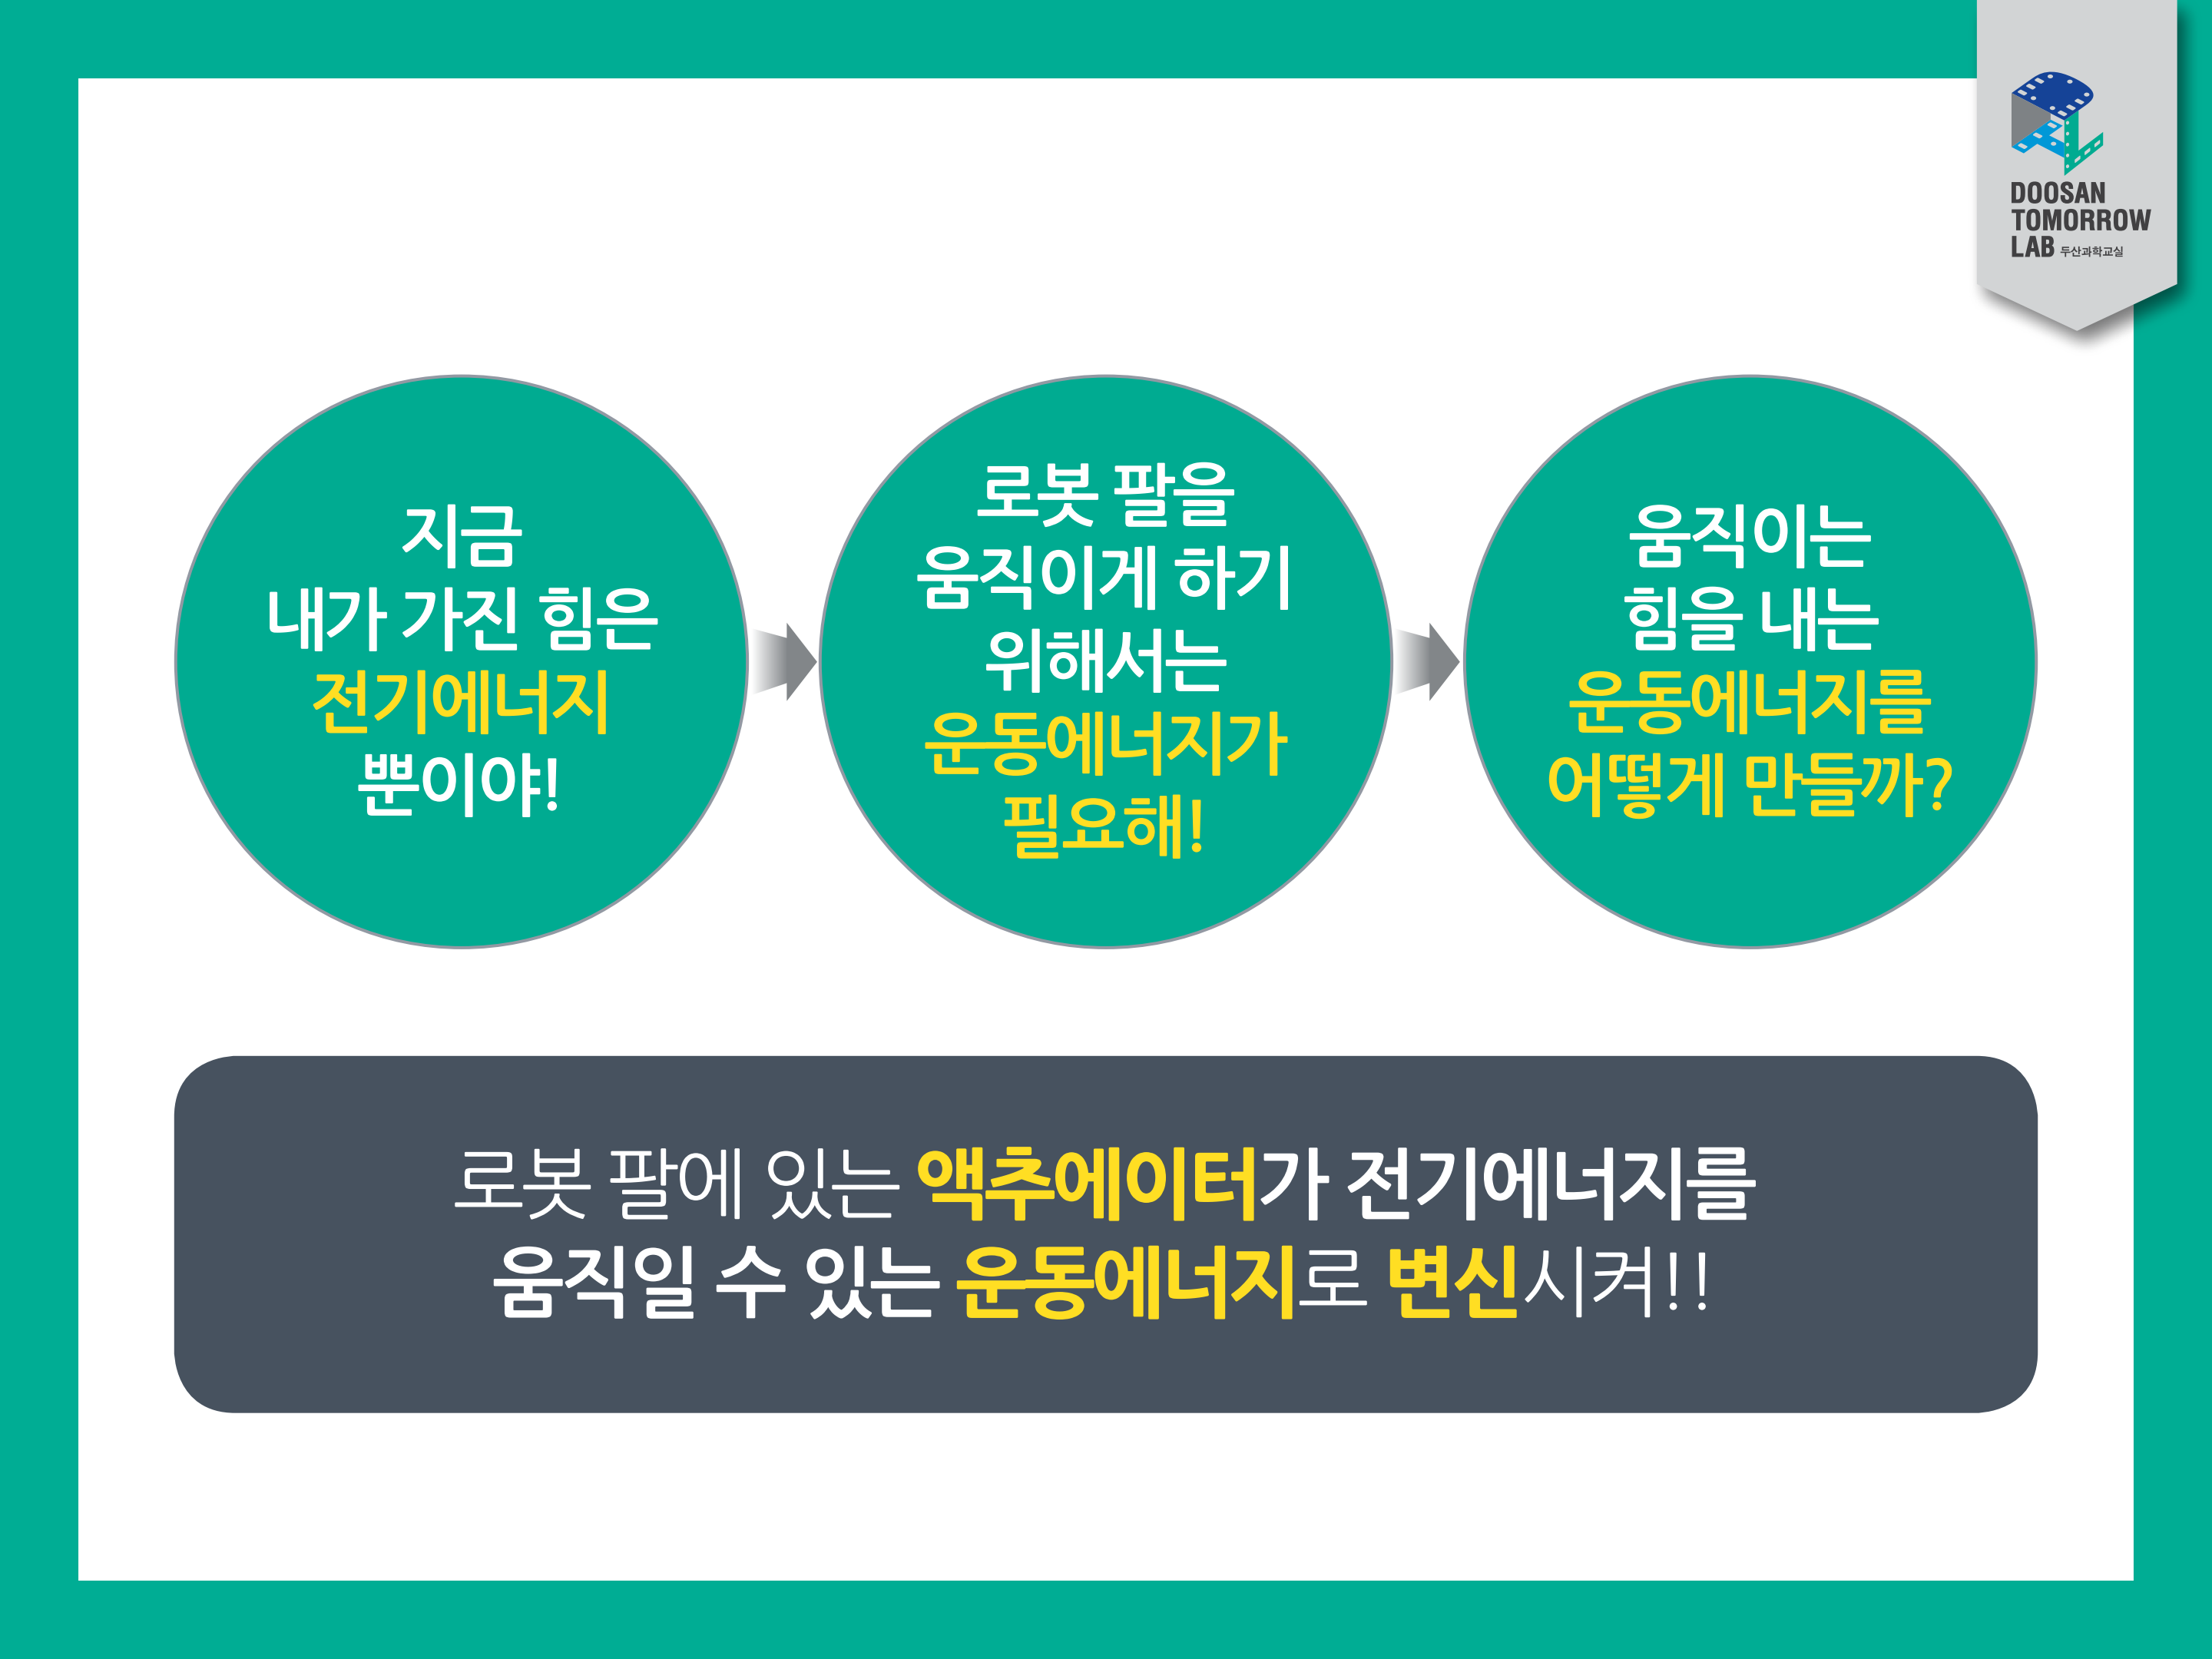 DOOSAN
TOMORROW
LAB 두산과학교실
지금
내가 가진 힘은
전기에너지
뿐이야!
로봇 팔을
움직이게 하기
위해서는
운동에너지가
필요해!
움직이는
힘을 내는
운동에너지를
어떻게 만들까?
로봇 팔에 있는 액추에이터가 전기에너지를
움직일 수 있는 운동에너지로 변신시켜!!